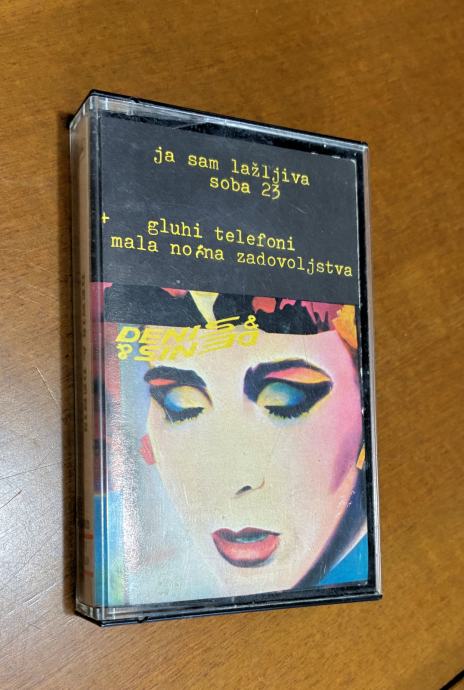 ja sam lažljiva
soba 23
+ gluhi telefoni
mala noćna zadovoljstva
DENIS &
DENIS &